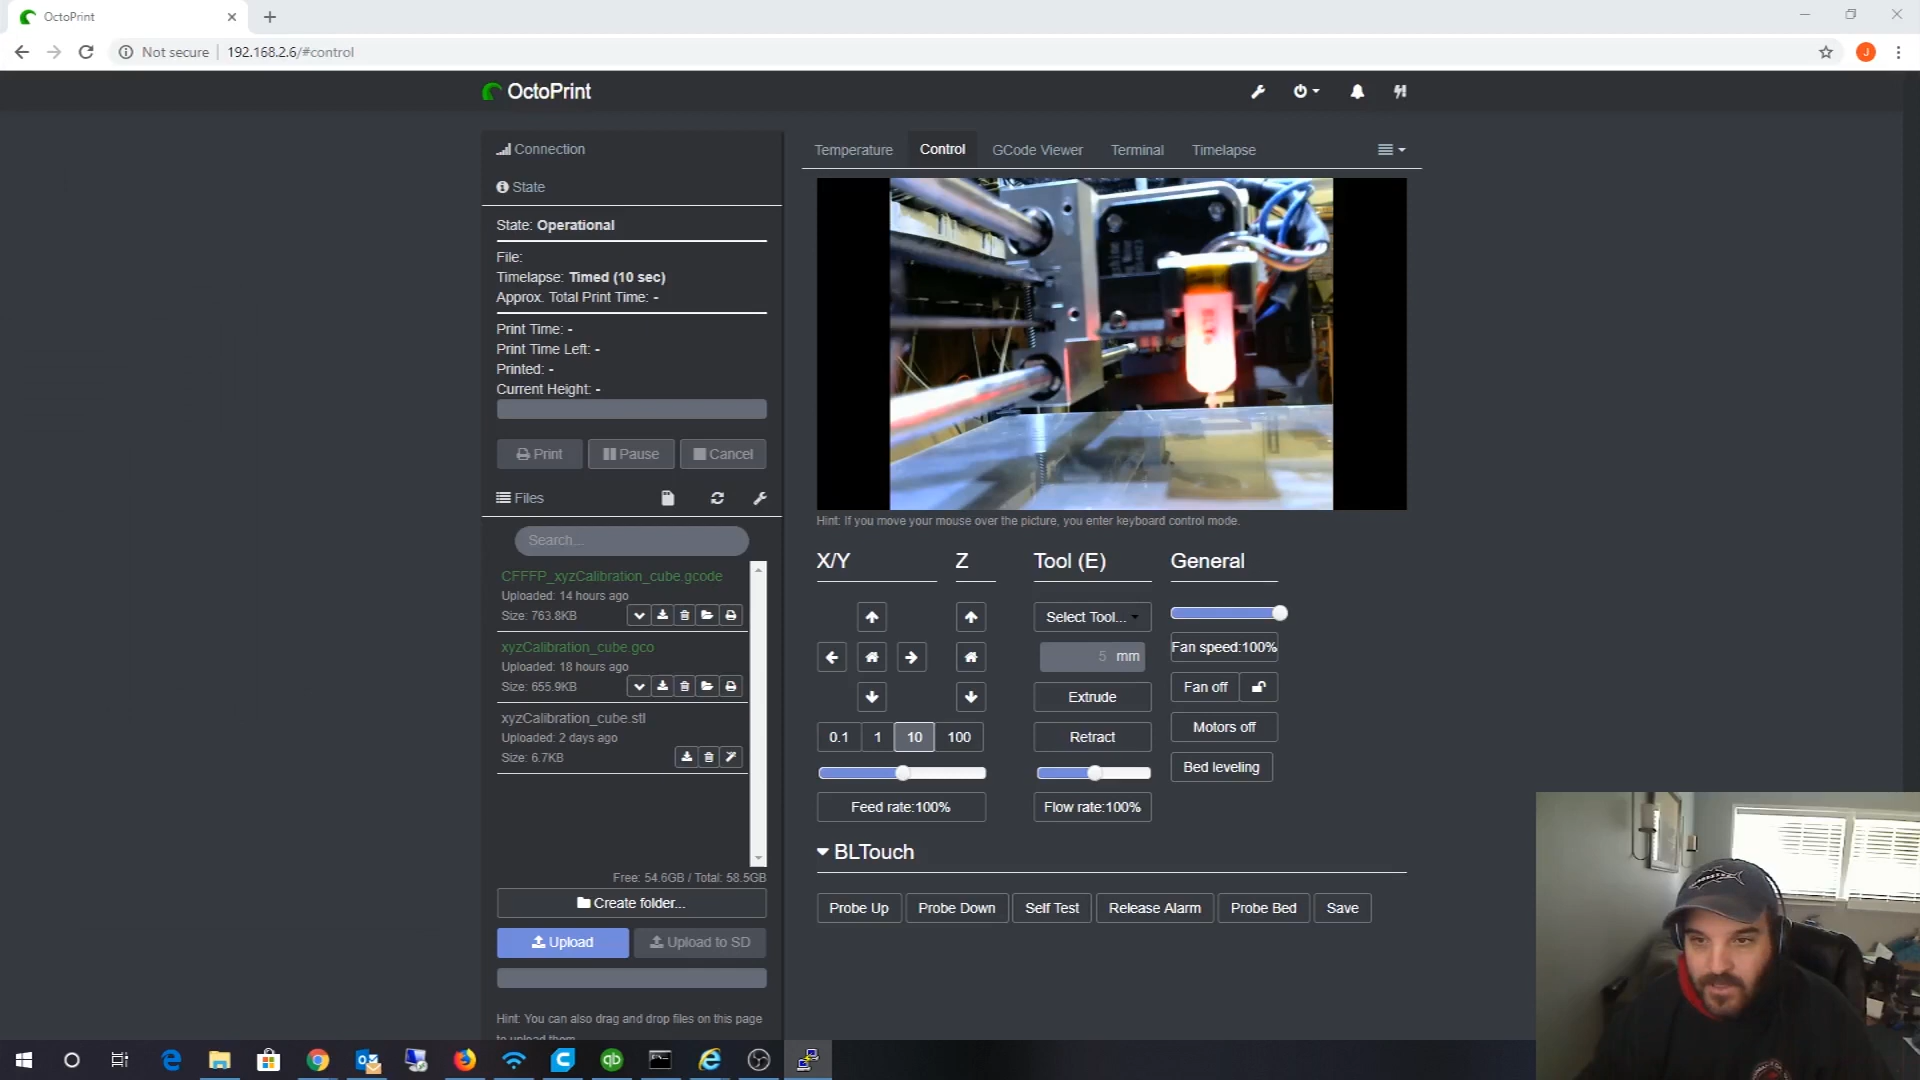 OctoPrint
Not secure
192.168.2.6/#control
J
OctoPrint
Connection
State
State: Operational
File:
Timelapse: Timed (10 sec)
Approx. Total Print Time: -
Print Time: -
Print Time Left: -
Printed: -
Current Height: -
Print
Pause
Cancel
Files
Search...
CFFFP_xyzCalibration_cube.gcode
Uploaded: 14 hours ago
Size: 763.8KB
xyzCalibration_cube.gco
Uploaded: 18 hours ago
Size: 655.9KB
xyzCalibration_cube.stl
Uploaded: 2 days ago
Size: 6.7KB
Free: 54.6GB / Total: 58.5GB
Create folder...
Upload
Upload to SD
Hint: You can also drag and drop files on this page
to upload them.
Temperature
Control
GCode Viewer
Terminal
Timelapse
Hint: If you move your mouse over the picture, you enter keyboard control mode.
X/Y
Z
Tool (E)
General
Select Tool...
5 mm
Extrude
Retract
Fan speed:100%
Fan off
Motors off
Bed leveling
0.1
1
10
100
Feed rate:100%
Flow rate:100%
BLTouch
Probe Up
Probe Down
Self Test
Release Alarm
Probe Bed
Save
qb